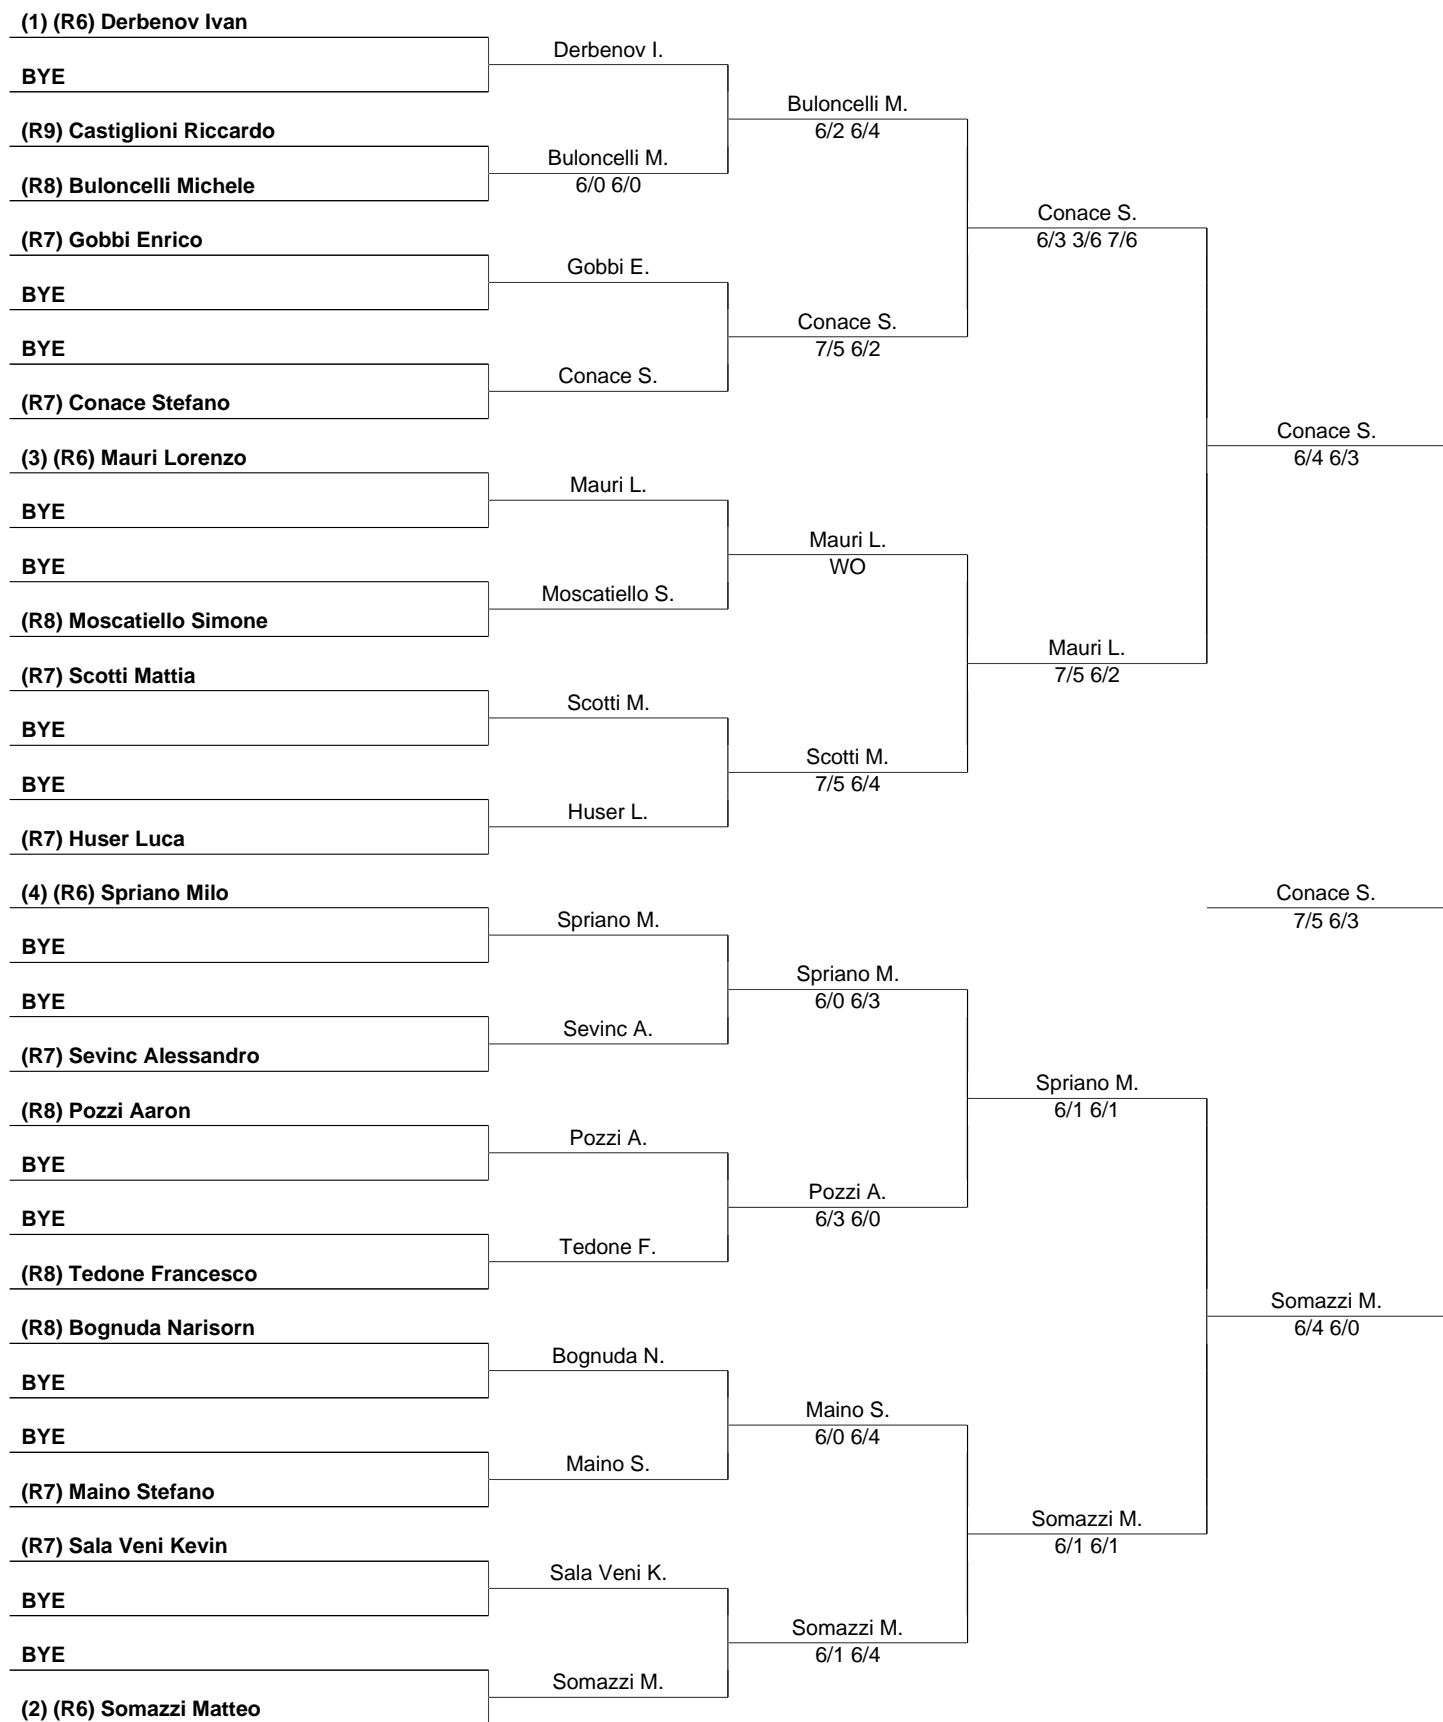 (1) (R6) Derbenov Ivan
BYE
(R9) Castiglioni Riccardo
(R8) Buloncelli Michele
(R7) Gobbi Enrico
BYE
BYE
(R7) Conace Stefano
(3) (R6) Mauri Lorenzo
BYE
BYE
(R8) Moscatiello Simone
(R7) Scotti Mattia
BYE
BYE
(R7) Huser Luca
(4) (R6) Spriano Milo
BYE
BYE
(R7) Sevinc Alessandro
(R8) Pozzi Aaron
BYE
BYE
(R8) Tedone Francesco
(R8) Bognuda Narisorn
BYE
BYE
(R7) Maino Stefano
(R7) Sala Veni Kevin
BYE
BYE
(2) (R6) Somazzi Matteo
Derbenov I.
Buloncelli M.
6/0 6/0
Gobbi E.
Conace S.
Mauri L.
Moscatiello S.
Scotti M.
Huser L.
Spriano M.
Sevinc A.
Pozzi A.
Tedone F.
Bognuda N.
Maino S.
Sala Veni K.
Somazzi M.
Buloncelli M.
6/2 6/4
Conace S.
7/5 6/2
Mauri L.
WO
Scotti M.
7/5 6/4
Spriano M.
6/0 6/3
Pozzi A.
6/3 6/0
Maino S.
6/0 6/4
Somazzi M.
6/1 6/4
Conace S.
6/3 3/6 7/6
Mauri L.
7/5 6/2
Spriano M.
6/1 6/1
Somazzi M.
6/1 6/1
Conace S.
6/4 6/3
Conace S.
7/5 6/3
Somazzi M.
6/4 6/0